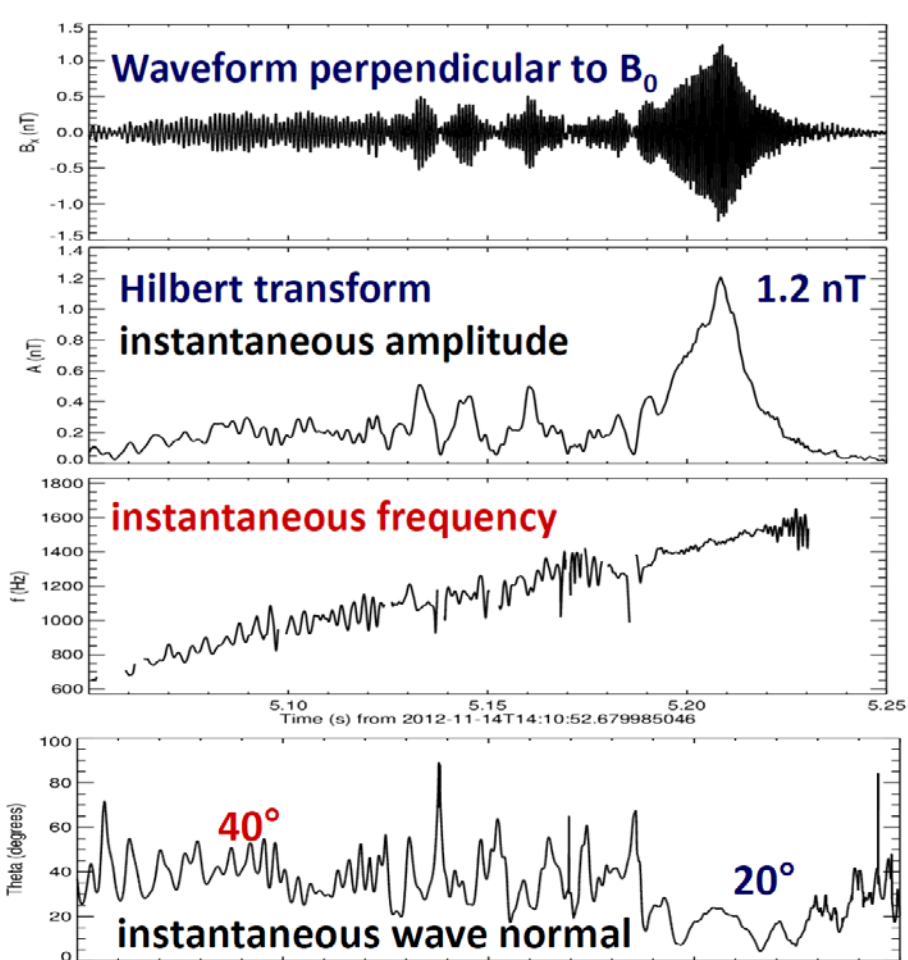 1.5
Waveform perpendicular to B0
1.0
0.5
0.0
-0.5
-1.0
-1.5
Bx (nT)
1.4
Hilbert transform
1.2 nT
instantaneous amplitude
1.2
1.0
0.8
0.6
0.4
0.2
0.0
A (nT)
1800
instantaneous frequency
1600
1400
1200
1000
800
600
f (Hz)
5.10 5.15 5.20 5.25
Time (s) from 2012-11-14T14:10:52.679985046
100
80
60
40
20
0
Theta (degrees)
40°
20°
instantaneous wave normal